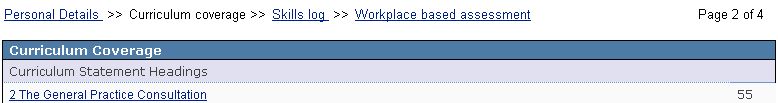 Personal Details >> Curriculum coverage >> Skills log >> Workplace based assessment Page 2 of 4
Curriculum Coverage
Curriculum Statement Headings
2 The General Practice Consultation 55